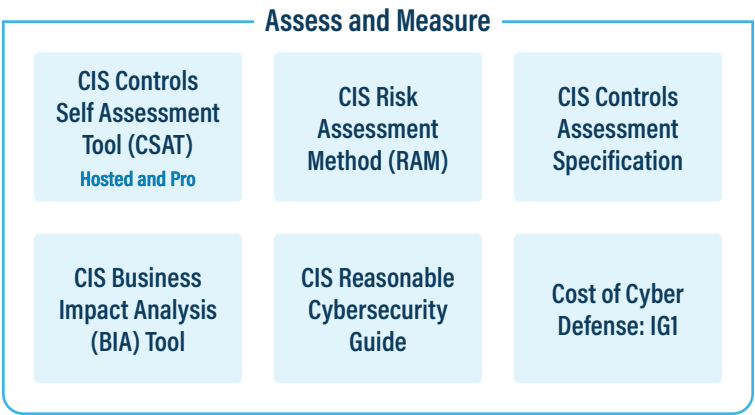 Assess and Measure
CIS Controls
Self Assessment
Tool (CSAT)
Hosted and Pro
CIS Risk
Assessment
Method (RAM)
CIS Controls
Assessment
Specification
CIS Business
Impact Analysis
(BIA) Tool
CIS Reasonable
Cybersecurity
Guide
Cost of Cyber
Defense: IG1